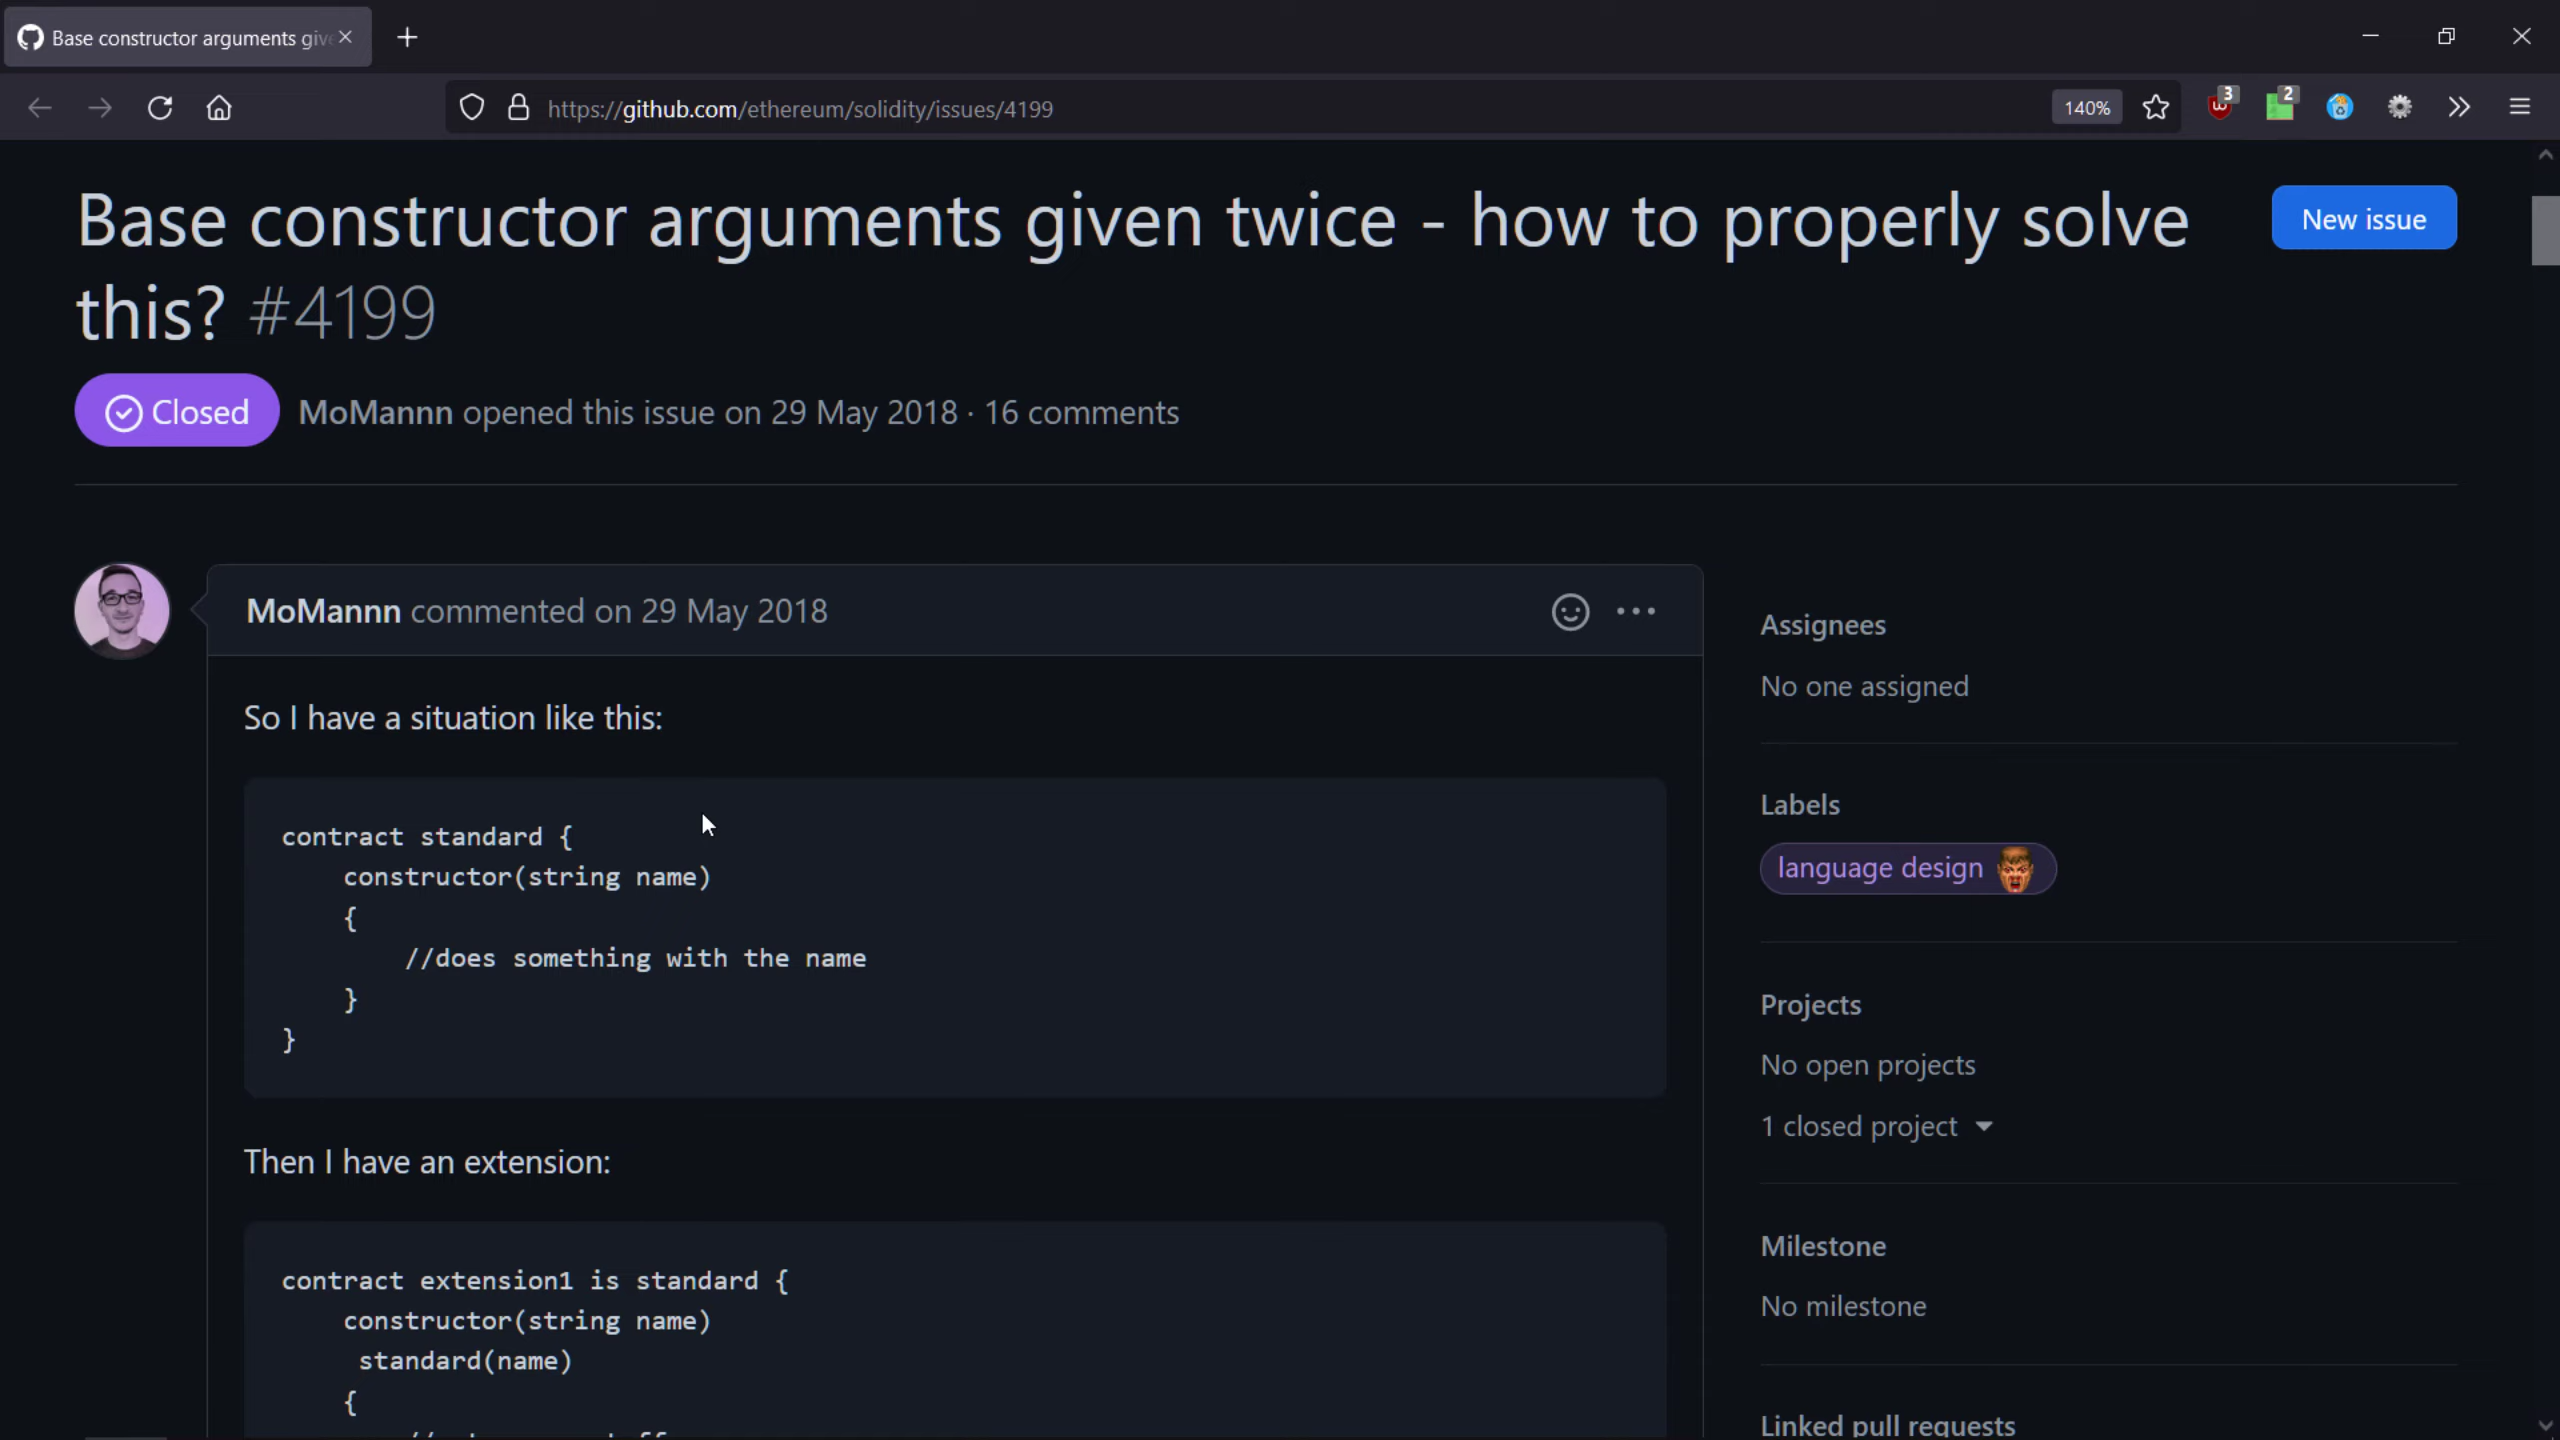 Base constructor arguments giv
https://github.com/ethereum/solidity/issues/4199
140%
3
2
Base constructor arguments given twice - how to properly solve
this? #4199
New issue
Closed
MoMannn opened this issue on 29 May 2018 · 16 comments
MoMannn commented on 29 May 2018
So I have a situation like this:
contract standard {
constructor(string name)
{
//does something with the name
}
}
Then I have an extension:
contract extension1 is standard {
constructor(string name)
standard(name)
{
Assignees
No one assigned
Labels
language design
Projects
No open projects
1 closed project
Milestone
No milestone
Linked pull requests